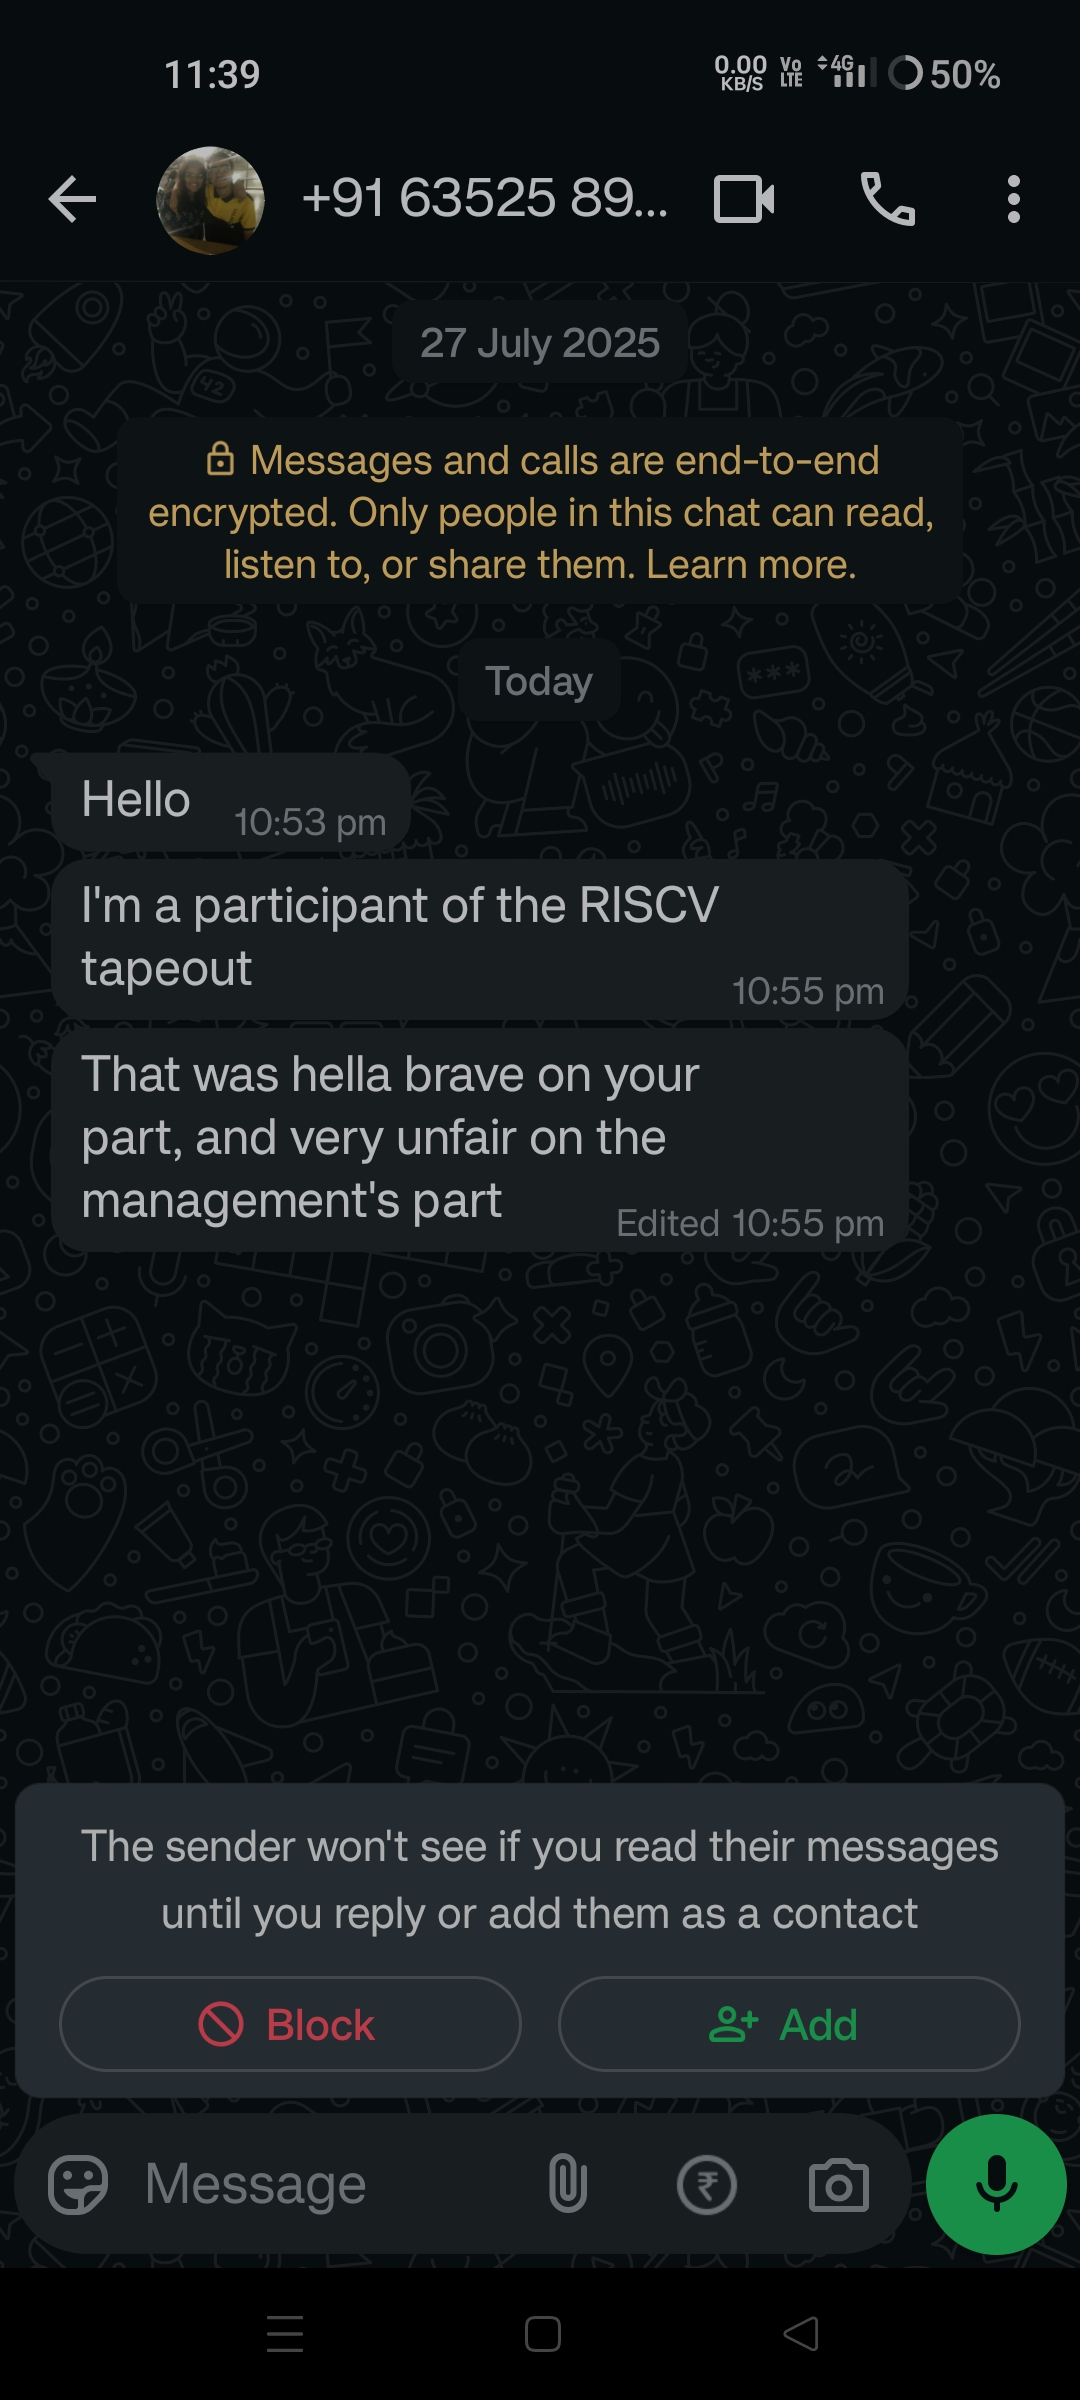 11:39
0.00 KB/S Vo LTE 4G 50%
+91 63525 89...
27 July 2025
Messages and calls are end-to-end
encrypted. Only people in this chat can read,
listen to, or share them. Learn more.
Today
Hello 10:53 pm
I'm a participant of the RISCV
tapeout 10:55 pm
That was hella brave on your
part, and very unfair on the
management's part Edited 10:55 pm
The sender won't see if you read their messages
until you reply or add them as a contact
Block Add
Message